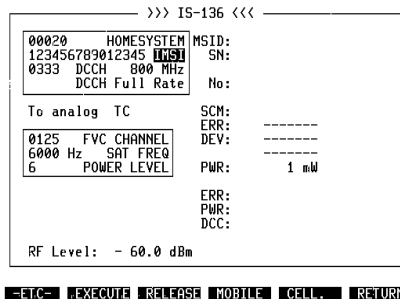 >>> IS-136 <<<
00020 HOMESYSTEM MSID:
123456789012345 IMSI SN:
0333 DCCH 800 MHz
DCCH Full Rate No:
To analog TC SCM:
ERR: -------
0125 FVC CHANNEL DEV:
6000 Hz SAT FREQ -------
6 POWER LEVEL PWR: 1 mW
ERR:
PWR:
DCC:
RF Level: - 60.0 dBm
-ETC- EXECUTE RELEASE MOBILE CELL. RETURN